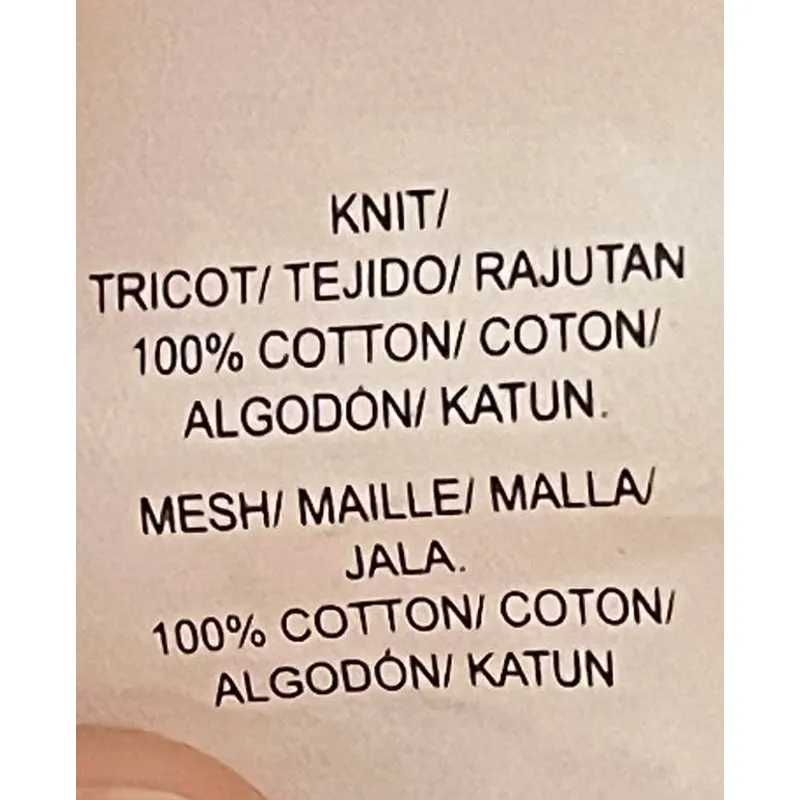 KNIT/
TRICOT/ TEJIDO/ RAJUTAN
100% COTTON/ COTON/
ALGODÓN/ KATUN.
MESH/ MAILLE/ MALLA/
JALA.
100% COTTON/ COTON/
ALGODÓN/ KATUN